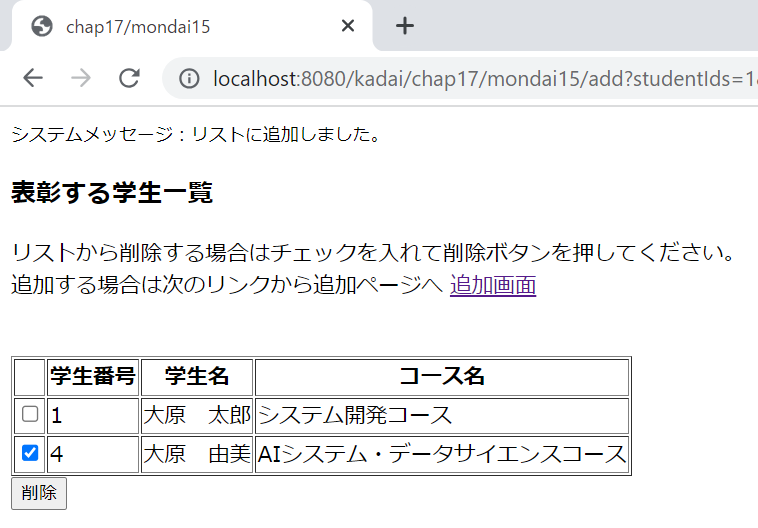 chap17/mondai15
localhost:8080/kadai/chap17/mondai15/add?studentIds=1
システムメッセージ：リストに追加しました。
表彰する学生一覧
リストから削除する場合はチェックを入れて削除ボタンを押してください。
追加する場合は次のリンクから追加ページへ 追加画面
学生番号 学生名 コース名
1 大原　太郎 システム開発コース
4 大原　由美 AIシステム・データサイエンスコース
削除